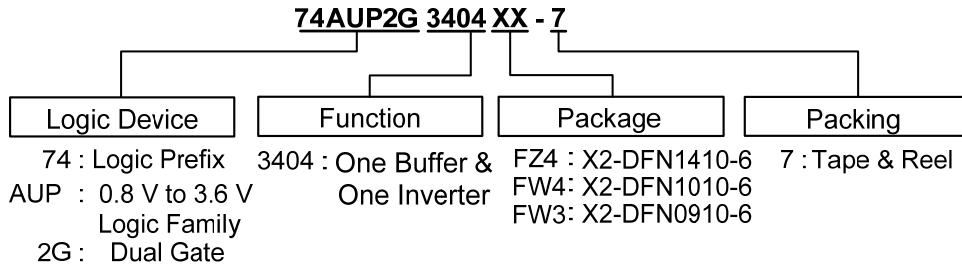 74AUP2G 3404 XX - 7
Logic Device
74 : Logic Prefix
AUP : 0.8 V to 3.6 V
Logic Family
2G : Dual Gate
Function
3404 : One Buffer &
One Inverter
Package
FZ4 : X2-DFN1410-6
FW4: X2-DFN1010-6
FW3: X2-DFN0910-6
Packing
7 : Tape & Reel